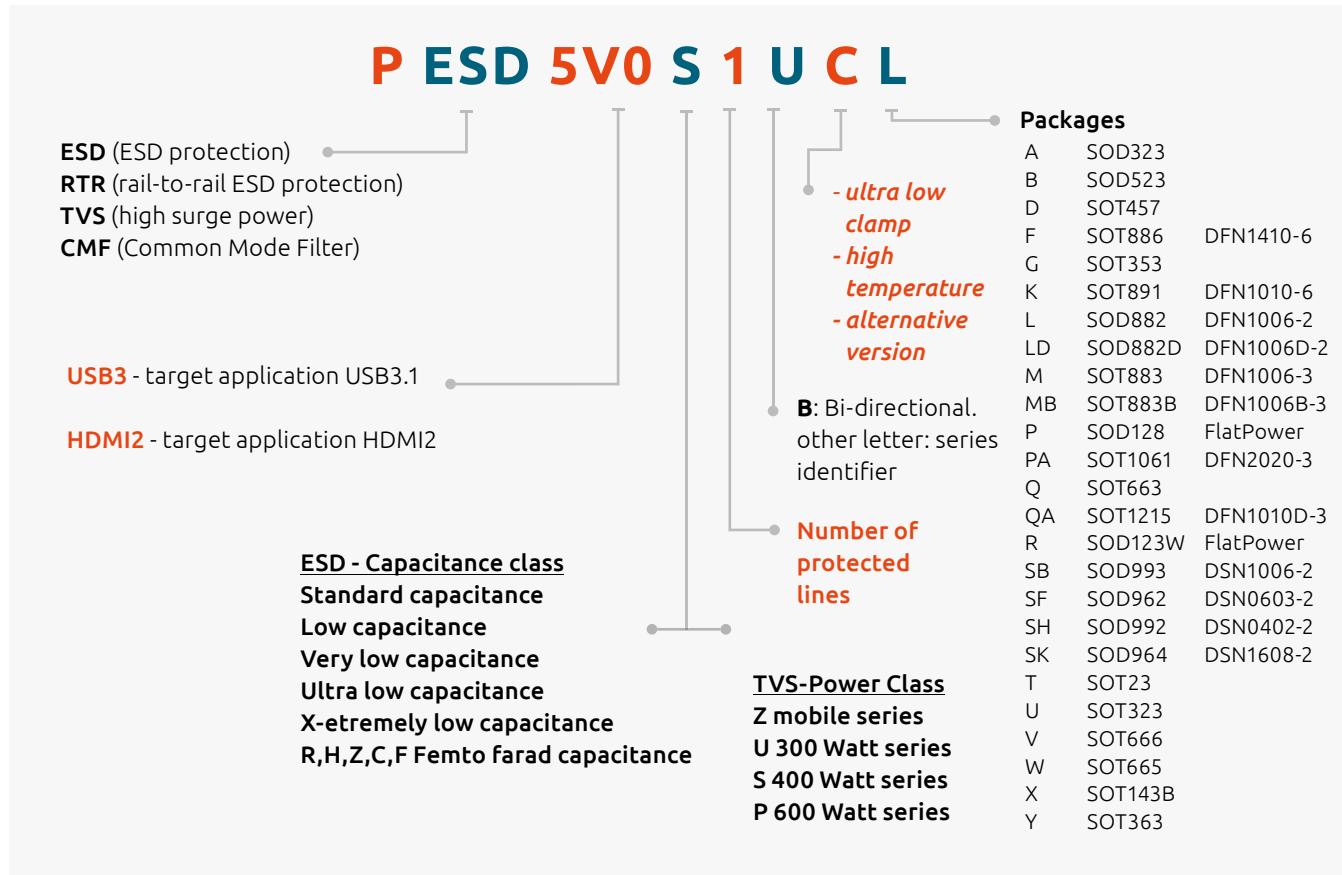 P ESD 5V0 S 1 U C L
ESD (ESD protection)
RTR (rail-to-rail ESD protection)
TVS (high surge power)
CMF (Common Mode Filter)
USB3 - target application USB3.1
HDMI2 - target application HDMI2
ESD - Capacitance class
Standard capacitance
Low capacitance
Very low capacitance
Ultra low capacitance
X-etremely low capacitance
R,H,Z,C,F Femto farad capacitance
TVS-Power Class
Z mobile series
U 300 Watt series
S 400 Watt series
P 600 Watt series
Number of
protected
lines
B: Bi-directional.
other letter: series
identifier
- ultra low
clamp
- high
temperature
- alternative
version
Packages
A SOD323
B SOD523
D SOT457
F SOT886 DFN1410-6
G SOT353
K SOT891 DFN1010-6
L SOD882 DFN1006-2
LD SOD882D DFN1006D-2
M SOT883 DFN1006-3
MB SOT883B DFN1006B-3
P SOD128 FlatPower
PA SOT1061 DFN2020-3
Q SOT663
QA SOT1215 DFN1010D-3
R SOD123W FlatPower
SB SOD993 DSN1006-2
SF SOD962 DSN0603-2
SH SOD992 DSN0402-2
SK SOD964 DSN1608-2
T SOT23
U SOT323
V SOT666
W SOT665
X SOT143B
Y SOT363